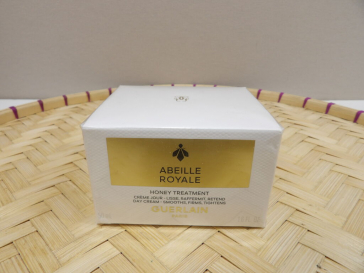 ABEILLE
ROYALE
HONEY TREATMENT
CRÈME JOUR - LISSE, RAFFERMIT, RETEND
DAY CREAM - SMOOTHS, FIRMS, TIGHTENS
GUERLAIN